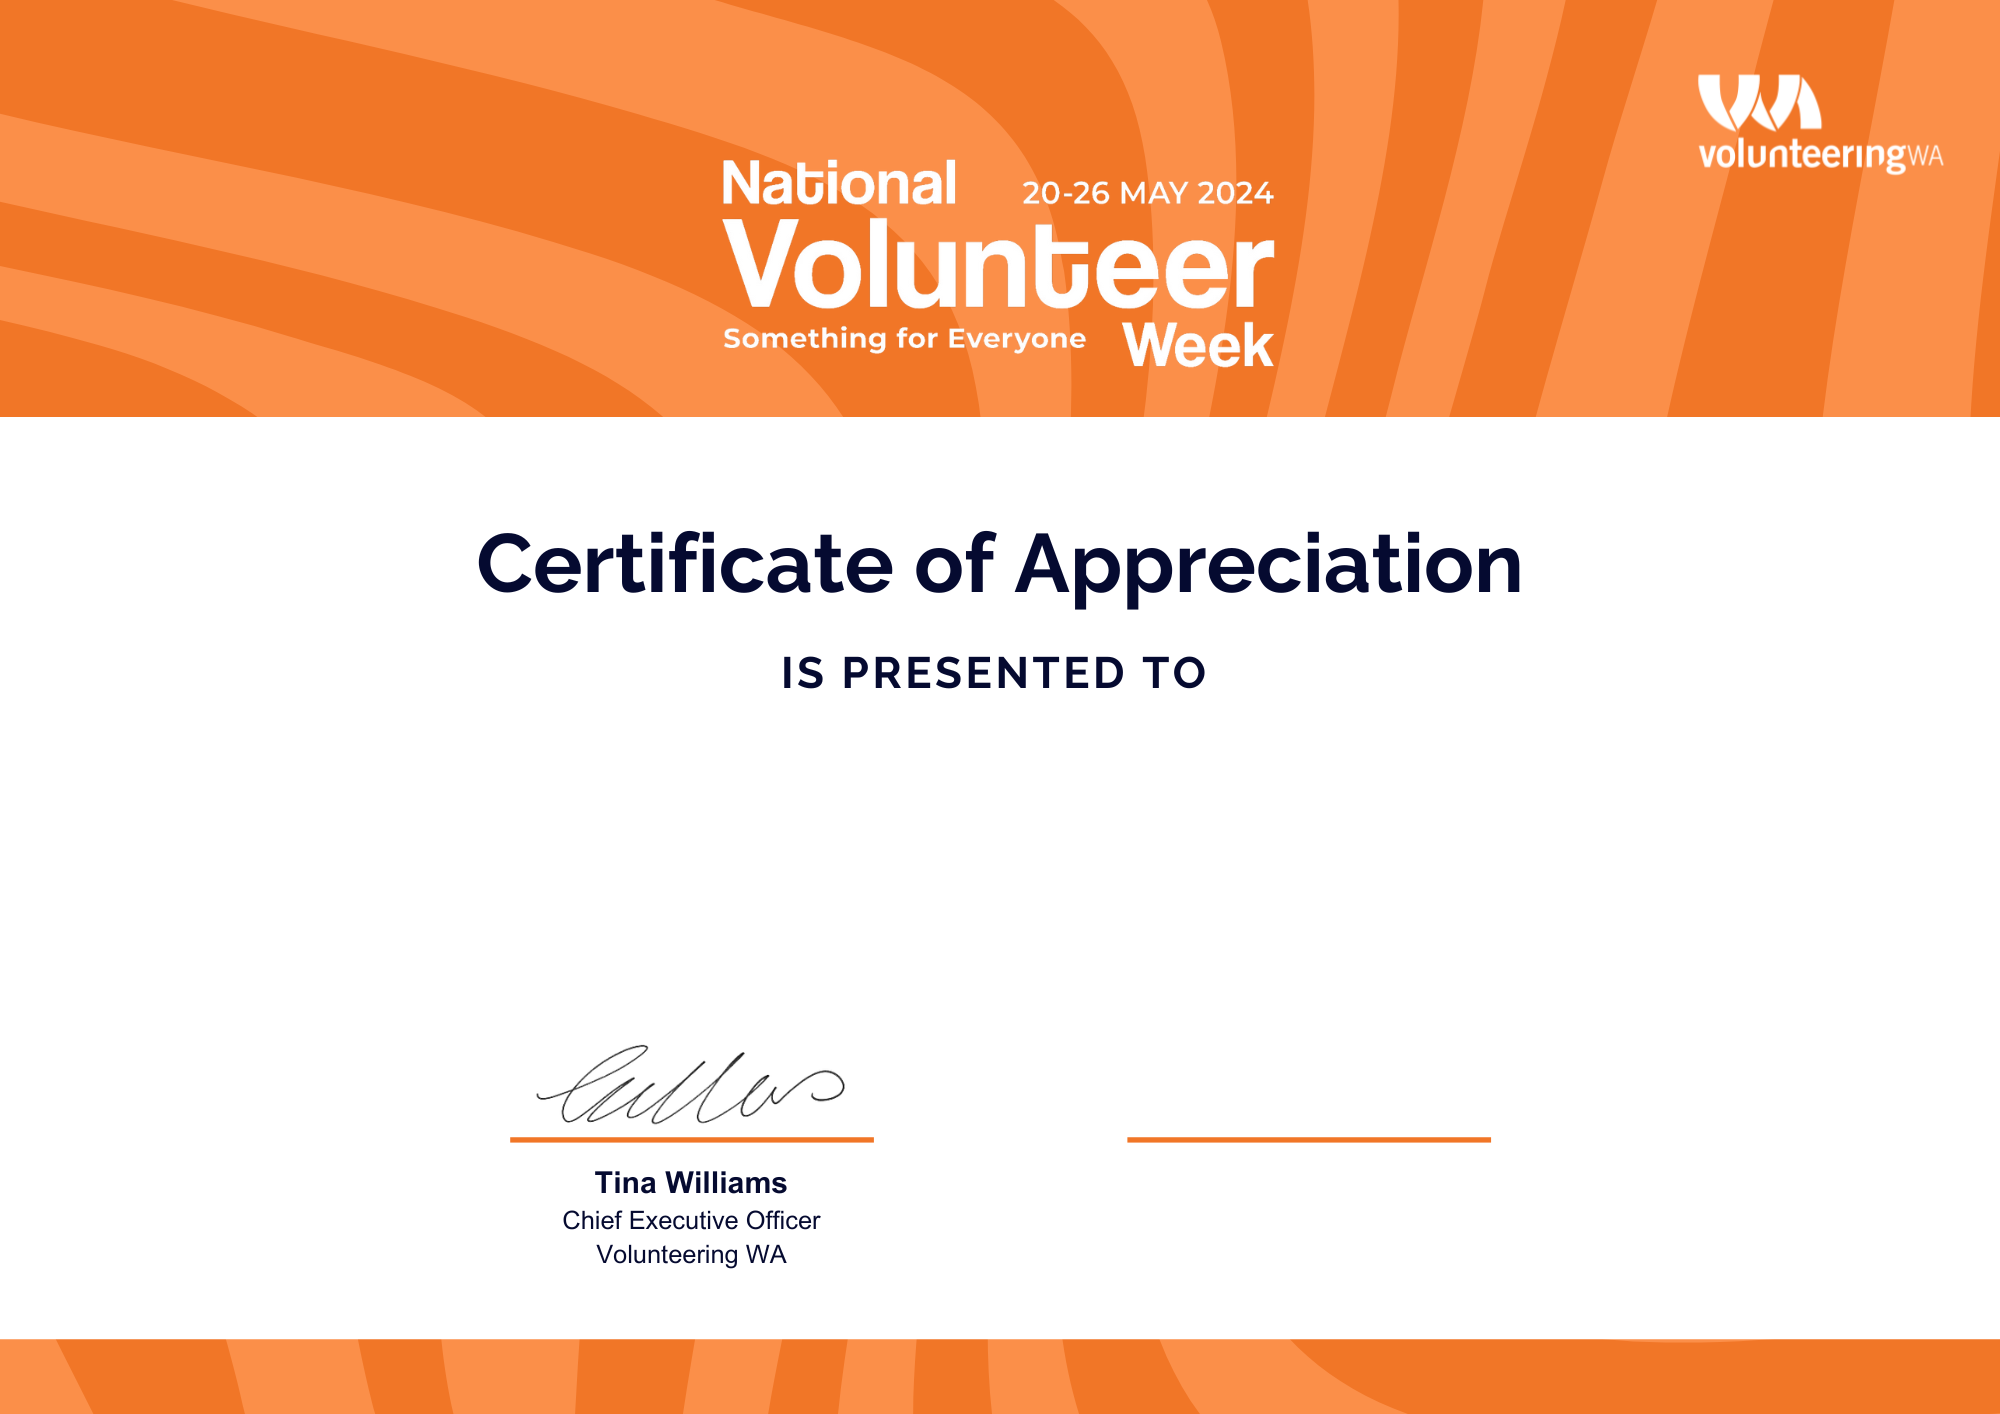 volunteeringWA
National
20-26 MAY 2024
Volunteer
Something for Everyone
Week
Certificate of Appreciation
IS PRESENTED TO
Tina Williams
Chief Executive Officer
Volunteering WA